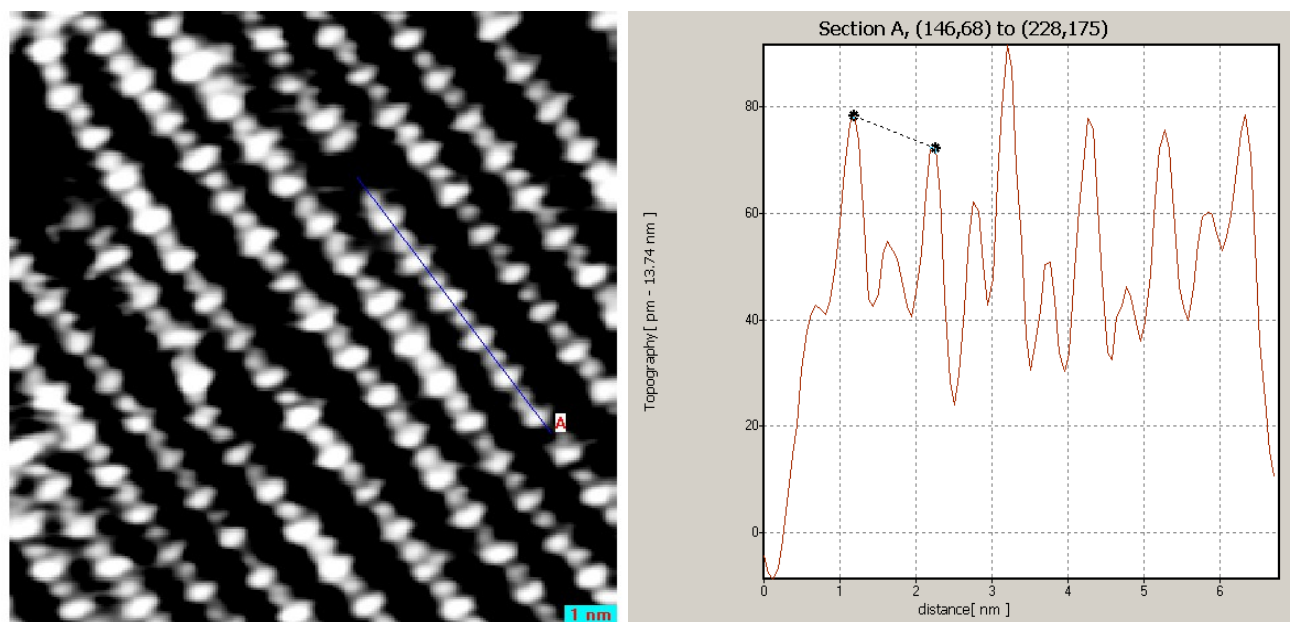 A
1 nm
Section A, (146,68) to (228,175)
Topography[ pm - 13.74 nm ]
80
60
40
20
0
0 1 2 3 4 5 6
distance[ nm ]